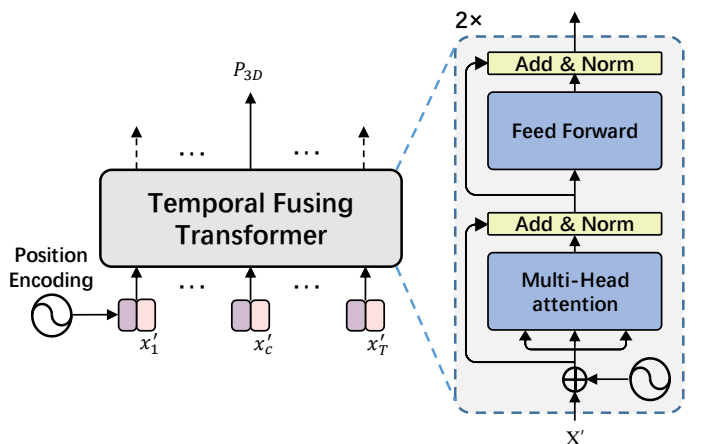 2×
Add & Norm
Feed Forward
Add & Norm
Multi-Head
attention
X′
P3D
... ...
Temporal Fusing
Transformer
Position
Encoding
... ...
x′1 x′c x′T